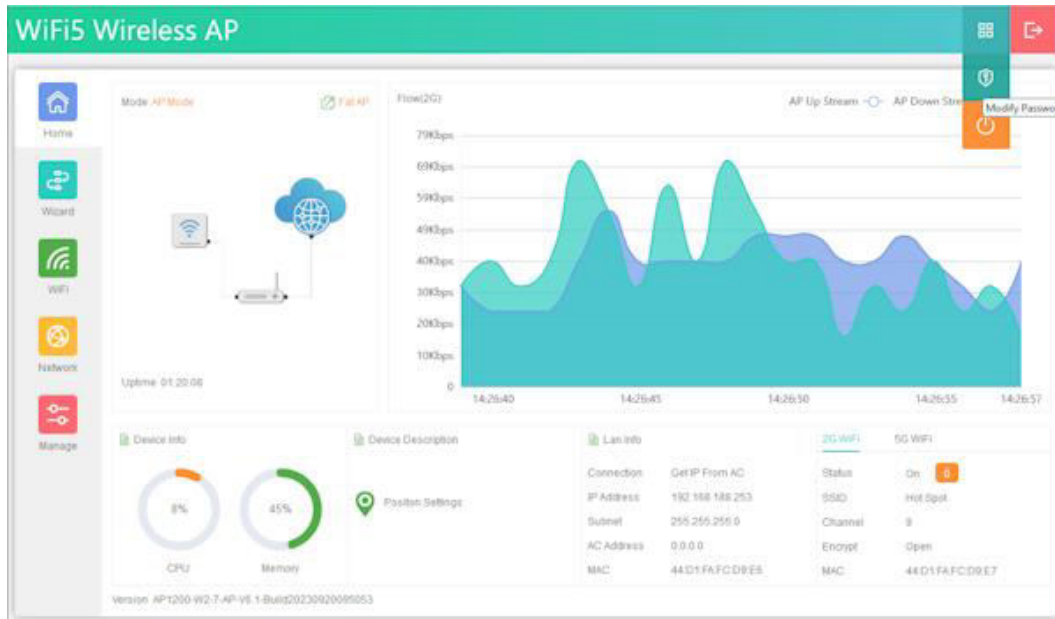 WiFi5 Wireless AP
Home
Wizard
WiFi
Network
Manage
Mode: AP Mode
Fat AP
Uptime 01:20:08
Flow(2G)
AP Up Stream
AP Down Stre
Modify Passwo
79Kbps
69Kbps
59Kbps
49Kbps
40Kbps
30Kbps
20Kbps
10Kbps
0
14:26:40
14:26:45
14:26:50
14:26:55
14:26:57
Device Info
8%
CPU
45%
Memory
Device Description
Positon Settings
Lan Info
Connection Get IP From AC
IP Address 192.168.188.253
Subnet 255.255.255.0
AC Address 0.0.0.0
MAC 44:D1:FA:FC:D9:E6
2G WiFi 5G WiFi
Status On 0
SSID Hot Spot
Channel 9
Encrypt Open
MAC 44:D1:FA:FC:D9:E7
Version AP1200-W2-7-AP-V6.1-Build20230920095053